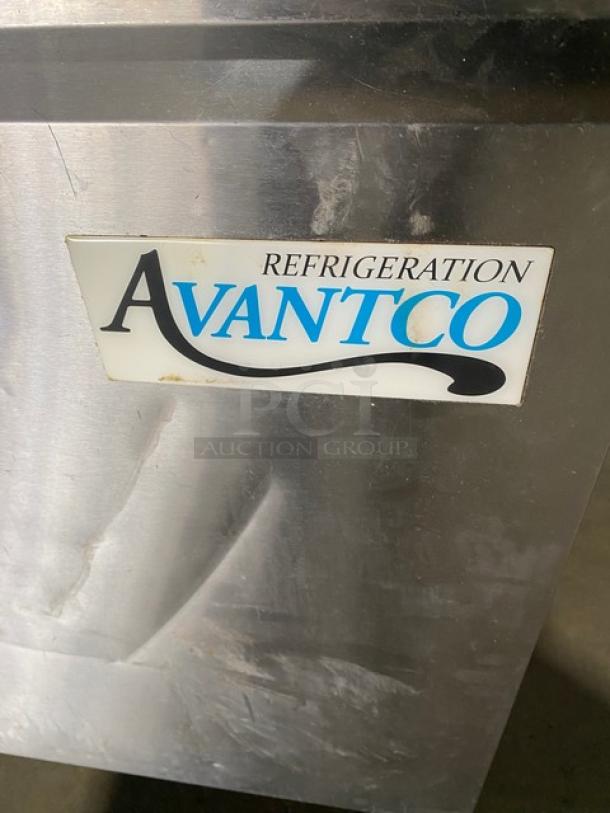 REFRIGERATION
AVANTCO
PCI
AUCTION GROUP